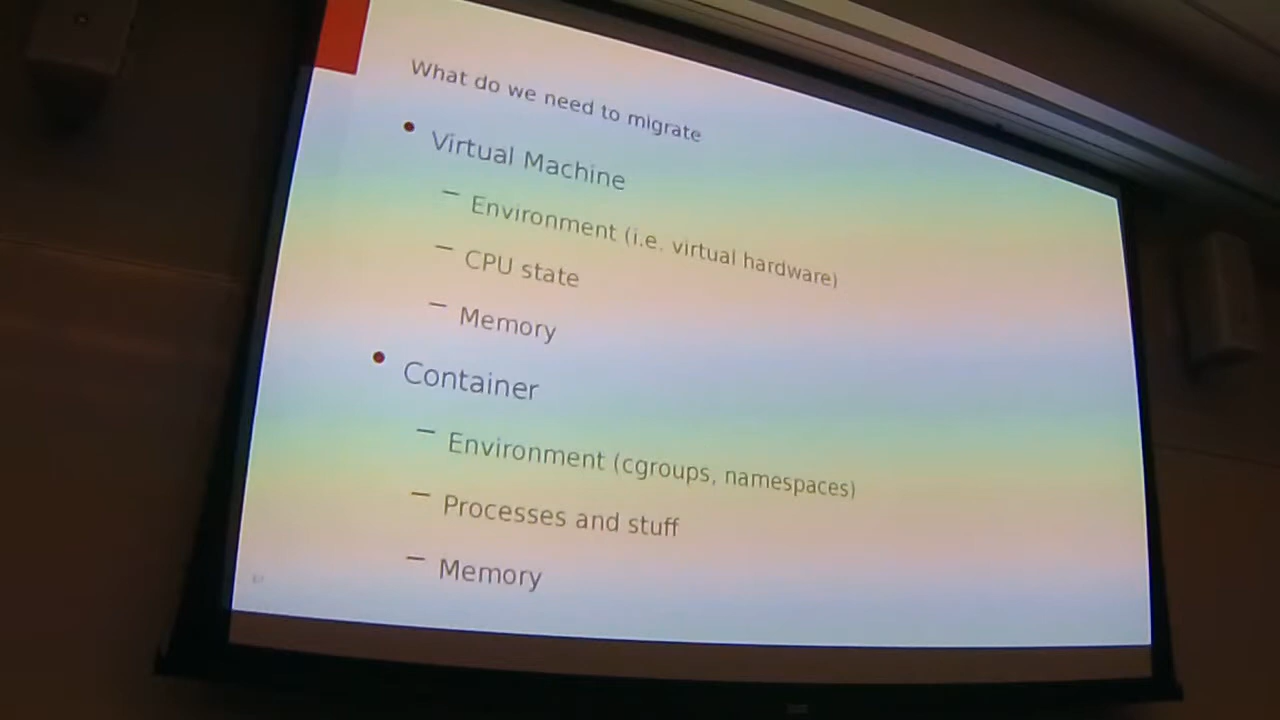 What do we need to migrate
• Virtual Machine
– Environment (i.e. virtual hardware)
– CPU state
– Memory
• Container
– Environment (cgroups, namespaces)
– Processes and stuff
– Memory